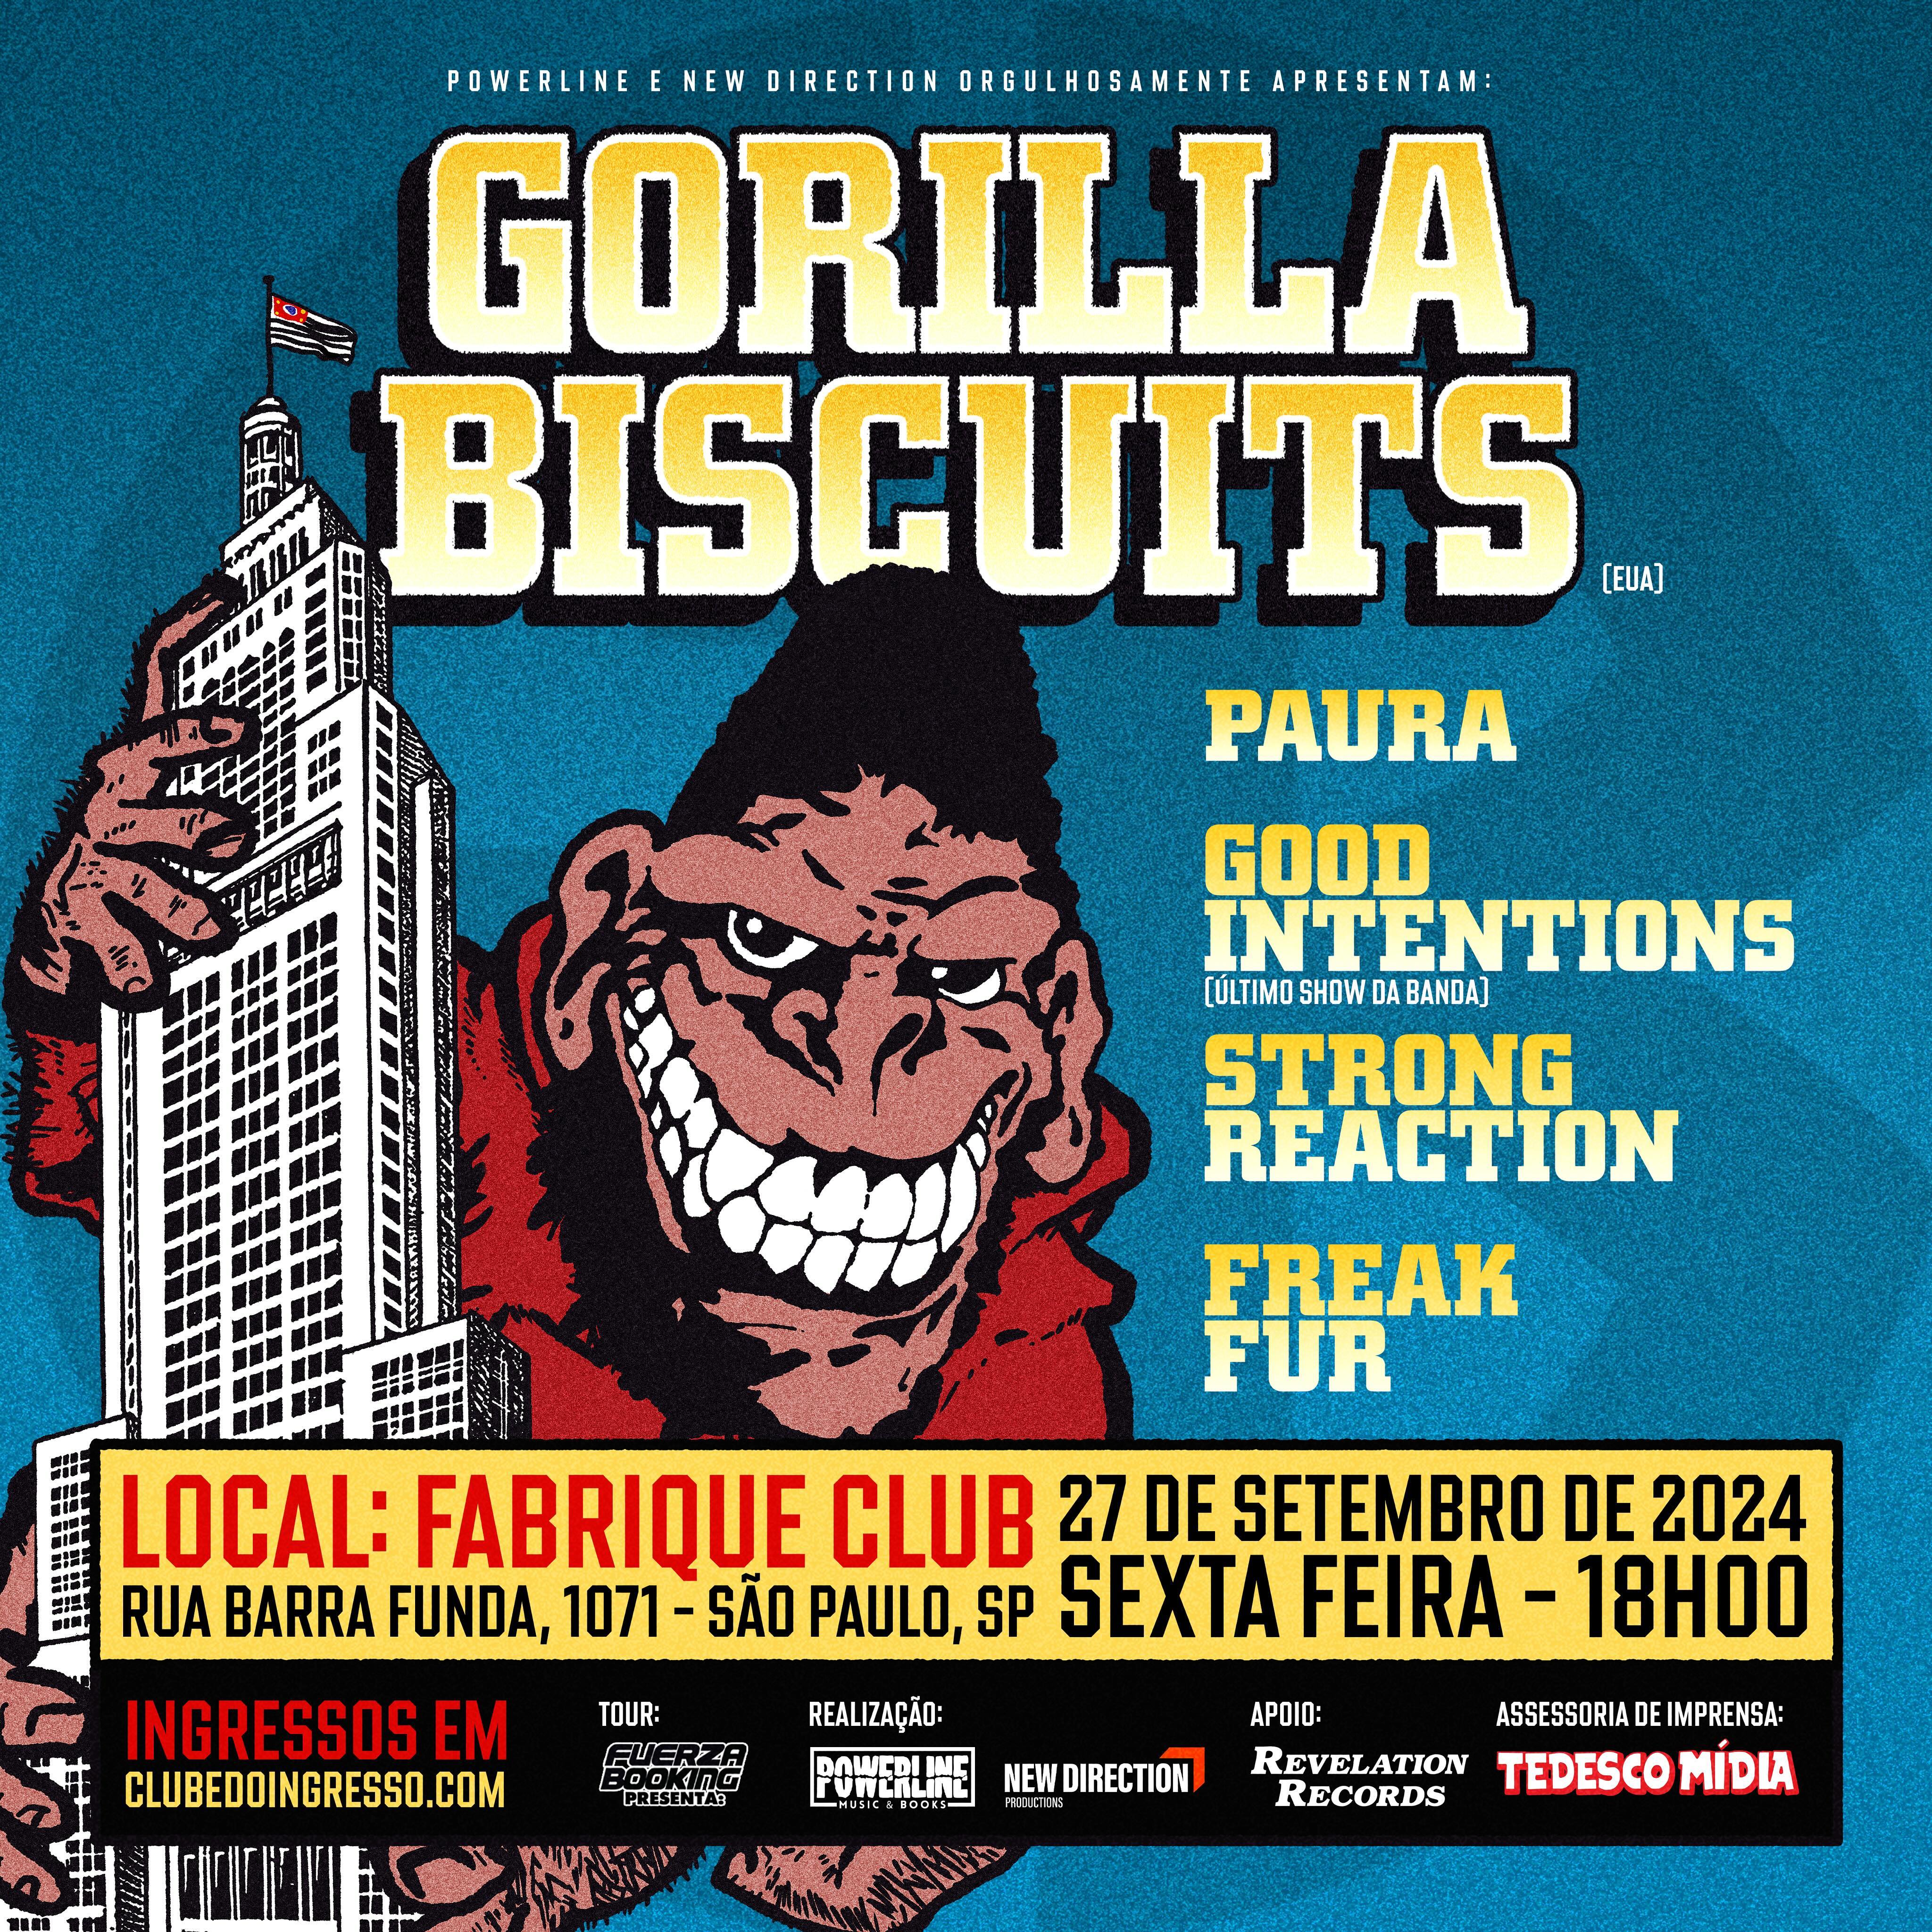 POWERLINE E NEW DIRECTION ORGULHOSAMENTE APRESENTAM:
GORILLA
BISCUITS
(EUA)
PAURA
GOOD
INTENTIONS
(ÚLTIMO SHOW DA BANDA)
STRONG
REACTION
FREAK
FUR
LOCAL: FABRIQUE CLUB
RUA BARRA FUNDA, 1071 - SÃO PAULO, SP
27 DE SETEMBRO DE 2024
SEXTA FEIRA - 18H00
INGRESSOS EM
CLUBEDOINGRESSO.COM
TOUR:
FUERZA
BOOKING
PRESENTA:
REALIZAÇÃO:
POWERLINE
MUSIC & BOOKS
NEW DIRECTION
PRODUCTIONS
APOIO:
REVELATION
RECORDS
ASSESSORIA DE IMPRENSA:
TEDESCO MÍDIA